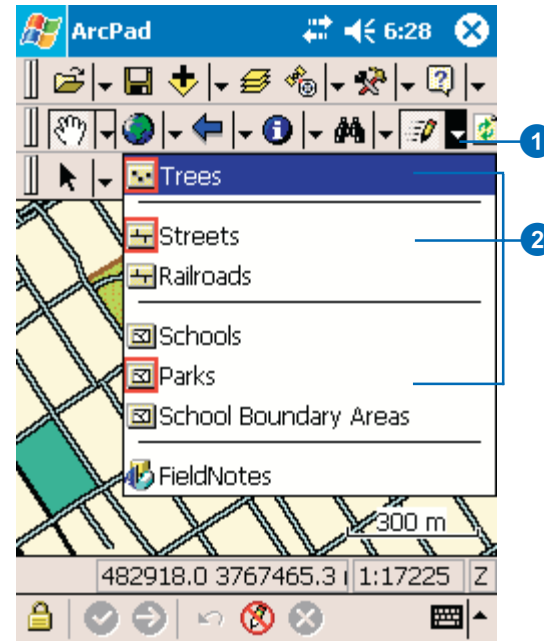 ArcPad 6:28
1
Trees
Streets
2
Railroads
Schools
Parks
School Boundary Areas
FieldNotes
300 m
482918.0 3767465.3 1:17225 Z